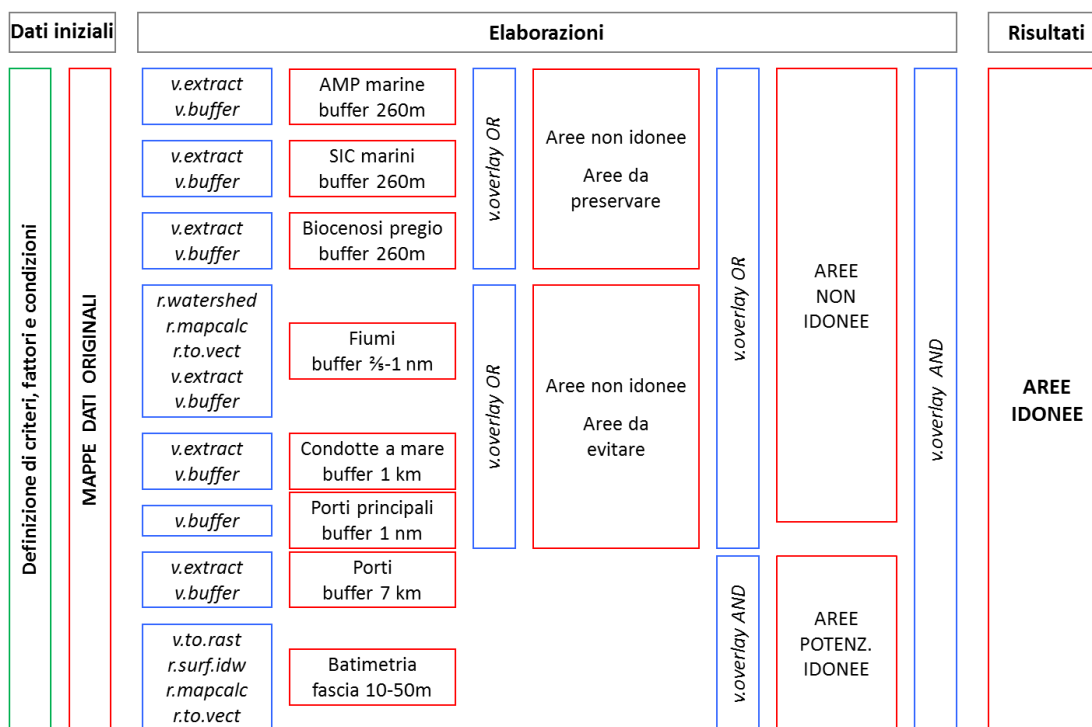 Dati iniziali
Elaborazioni
Risultati
Definizione di criteri, fattori e condizioni
MAPPE DATI ORIGINALI
v.extract
v.buffer
AMP marine
buffer 260m
v.extract
v.buffer
SIC marini
buffer 260m
v.extract
v.buffer
Biocenosi pregio
buffer 260m
v.overlay OR
Aree non idonee
Aree da
preservare
r.watershed
r.mapcalc
r.to.vect
v.extract
v.buffer
Fiumi
buffer ⅖-1 nm
v.extract
v.buffer
Condotte a mare
buffer 1 km
v.buffer
Porti principali
buffer 1 nm
v.overlay OR
Aree non idonee
Aree da
evitare
v.overlay OR
AREE
NON
IDONEE
v.extract
v.buffer
Porti
buffer 7 km
v.to.rast
r.surf.idw
r.mapcalc
r.to.vect
Batimetria
fascia 10-50m
v.overlay AND
AREE
POTENZ.
IDONEE
v.overlay AND
AREE
IDONEE